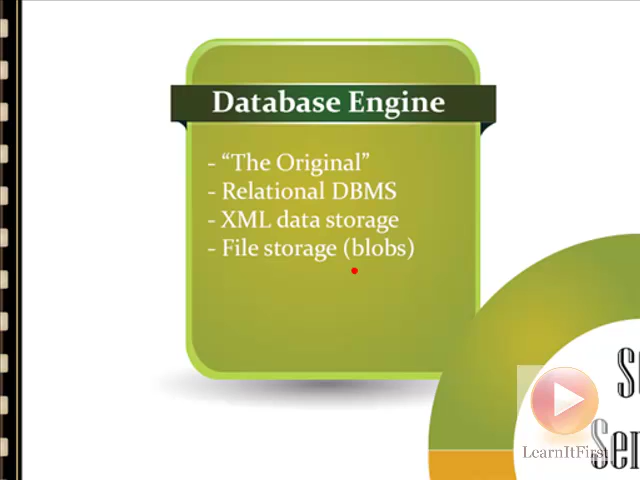 Database Engine
- “The Original”
- Relational DBMS
- XML data storage
- File storage (blobs)
LearnItFirst